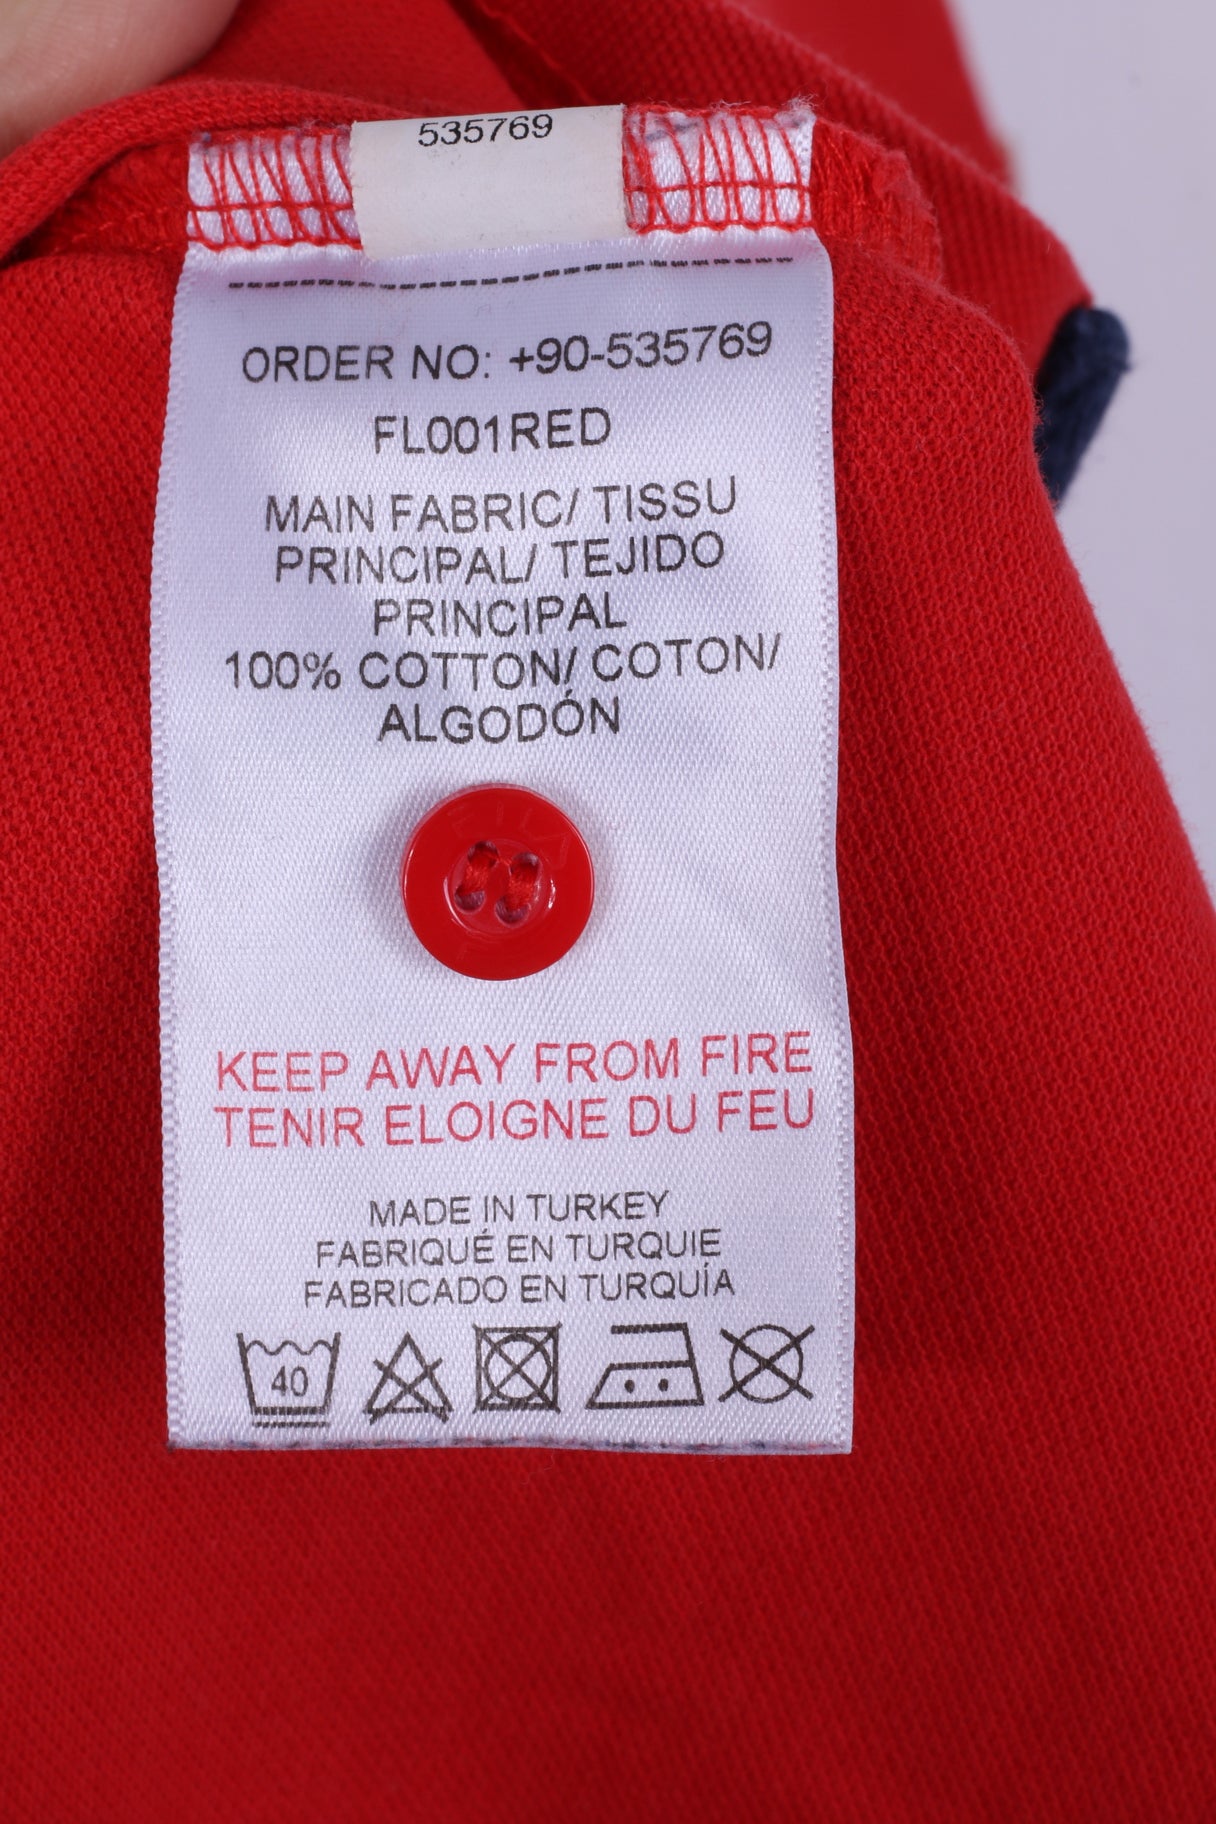 535769
ORDER NO: +90-535769
FL001RED
MAIN FABRIC/ TISSU
PRINCIPAL/ TEJIDO
PRINCIPAL
100% COTTON/ COTON/
ALGODÓN
FILA
KEEP AWAY FROM FIRE
TENIR ELOIGNE DU FEU
MADE IN TURKEY
FABRIQUÉ EN TURQUIE
FABRICADO EN TURQUÍA
40